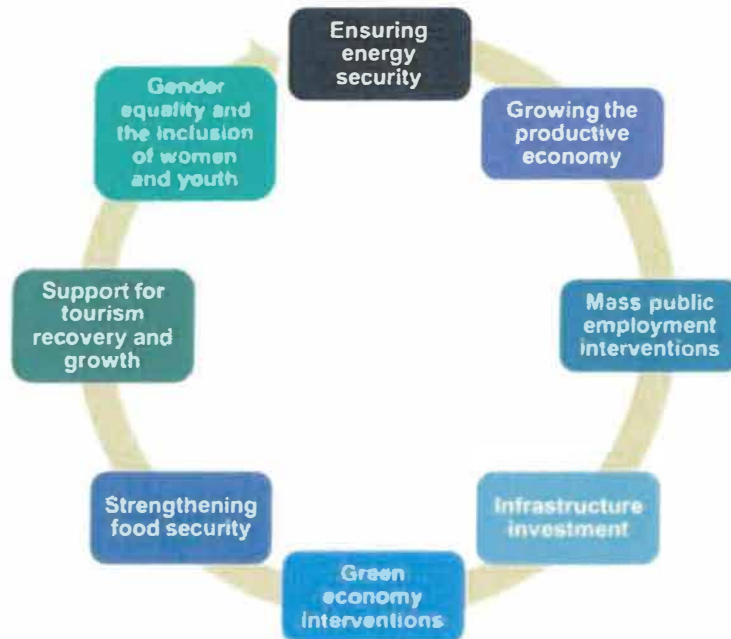 Ensuring
energy
security
Growing the
productive
economy
Mass public
employment
interventions
Infrastructure
investment
Green
economy
interventions
Strengthening
food security
Support for
tourism
recovery and
growth
Gender
equality and
the inclusion
of women
and youth